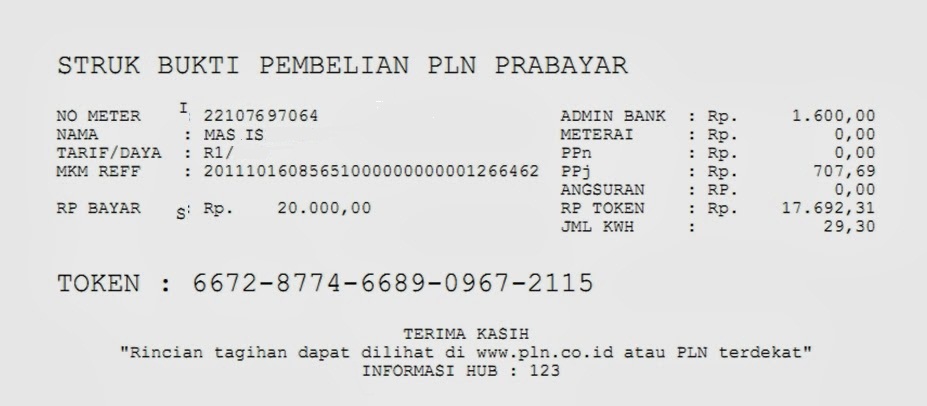 STRUK BUKTI PEMBELIAN PLN PRABAYAR
NO METER I: 22107697064 ADMIN BANK : Rp. 1.600,00
NAMA : MAS IS METERAI : Rp. 0,00
TARIF/DAYA : R1/ PPn : Rp. 0,00
MKM REFF : 20111016085651000000000001266462 PPj : Rp. 707,69
ANGSURAN : RP. 0,00
RP BAYAR S: Rp. 20.000,00 RP TOKEN : Rp. 17.692,31
JML KWH : 29,30
TOKEN : 6672-8774-6689-0967-2115
TERIMA KASIH
"Rincian tagihan dapat dilihat di www.pln.co.id atau PLN terdekat"
INFORMASI HUB : 123